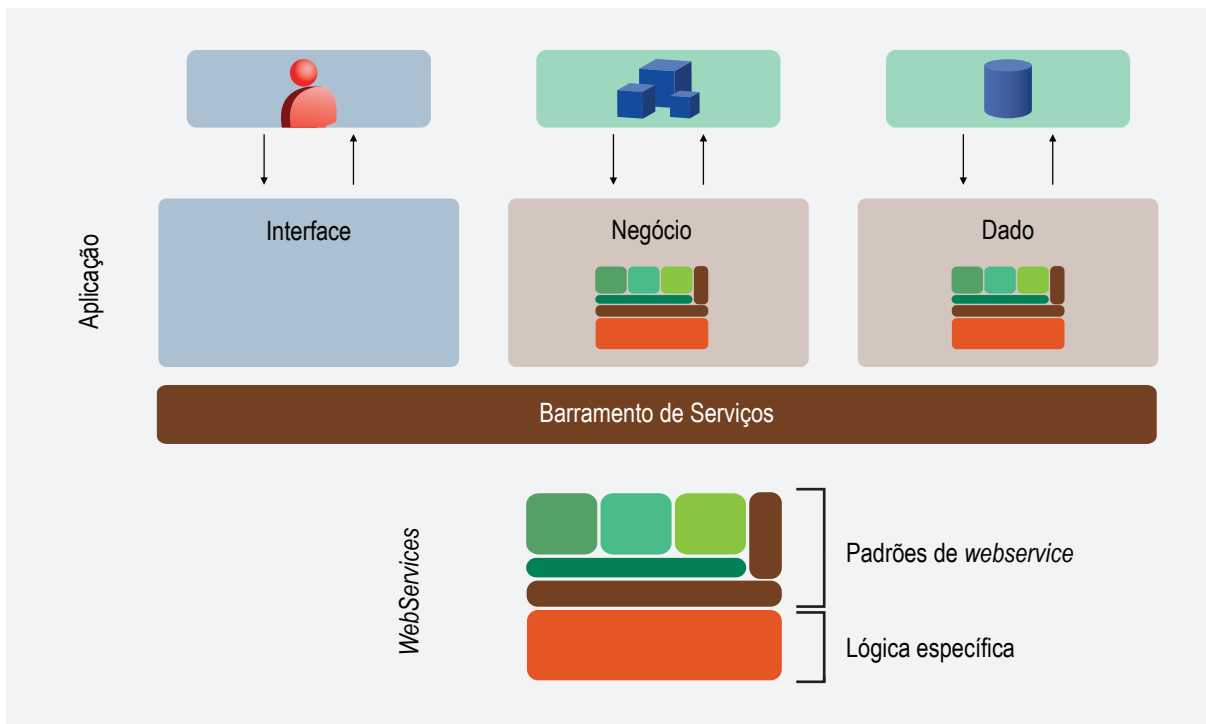 Aplicação
Interface
Negócio
Dado
Barramento de Serviços
WebServices
Padrões de webservice
Lógica específica